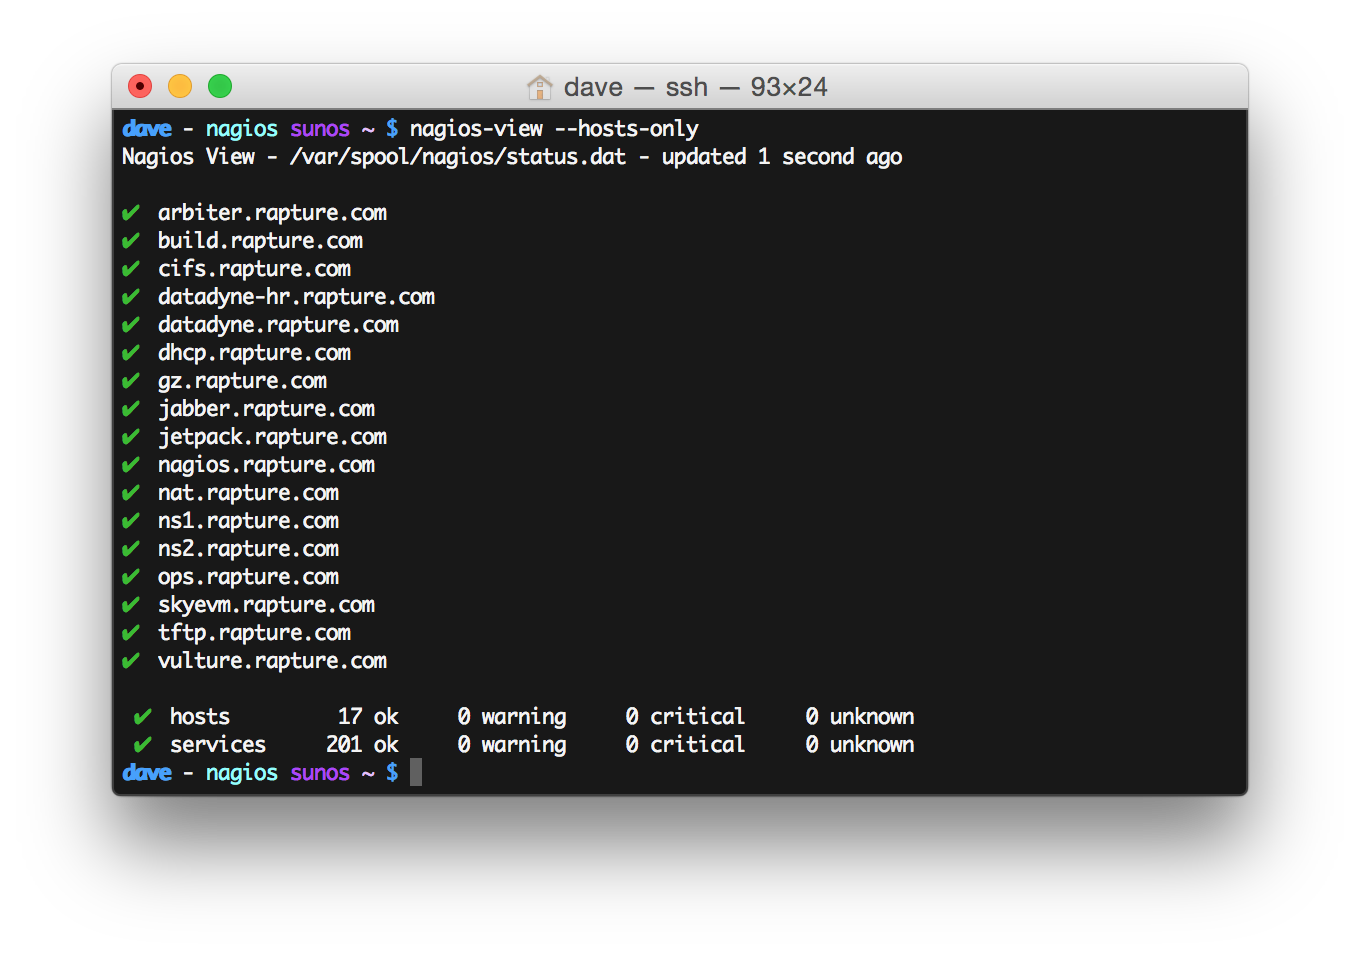 dave — ssh — 93×24
dave - nagios sunos ~ $ nagios-view --hosts-only
Nagios View - /var/spool/nagios/status.dat - updated 1 second ago
✔ arbiter.rapture.com
✔ build.rapture.com
✔ cifs.rapture.com
✔ datadyne-hr.rapture.com
✔ datadyne.rapture.com
✔ dhcp.rapture.com
✔ gz.rapture.com
✔ jabber.rapture.com
✔ jetpack.rapture.com
✔ nagios.rapture.com
✔ nat.rapture.com
✔ ns1.rapture.com
✔ ns2.rapture.com
✔ ops.rapture.com
✔ skyevm.rapture.com
✔ tftp.rapture.com
✔ vulture.rapture.com
✔ hosts 17 ok 0 warning 0 critical 0 unknown
✔ services 201 ok 0 warning 0 critical 0 unknown
dave - nagios sunos ~ $